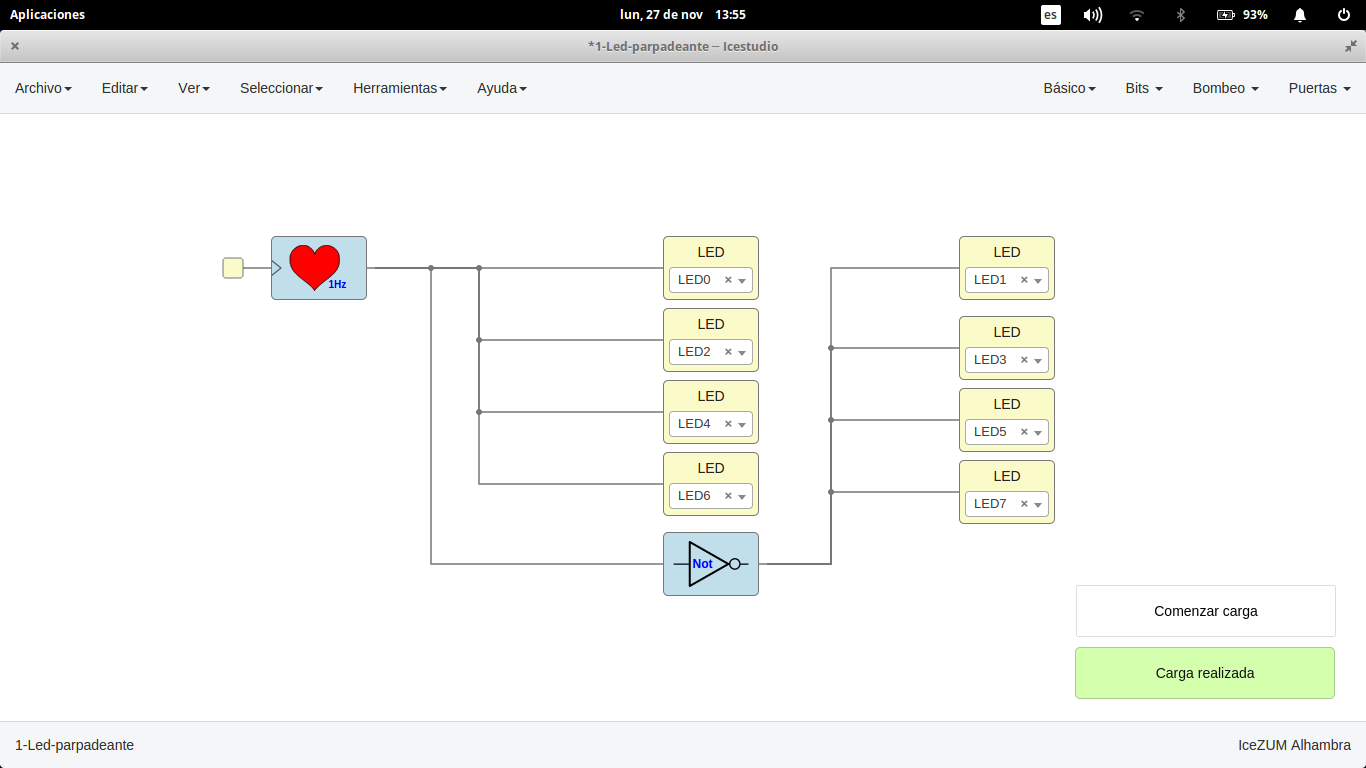 Aplicaciones
lun, 27 de nov 13:55
es
93%
*1-Led-parpadeante – Icestudio
Archivo Editar Ver Seleccionar Herramientas Ayuda
Básico Bits Bombeo Puertas
1Hz
LED
LED0 ×
LED
LED2 ×
LED
LED4 ×
LED
LED6 ×
Not
LED
LED1 ×
LED
LED3 ×
LED
LED5 ×
LED
LED7 ×
Comenzar carga
Carga realizada
1-Led-parpadeante
IceZUM Alhambra